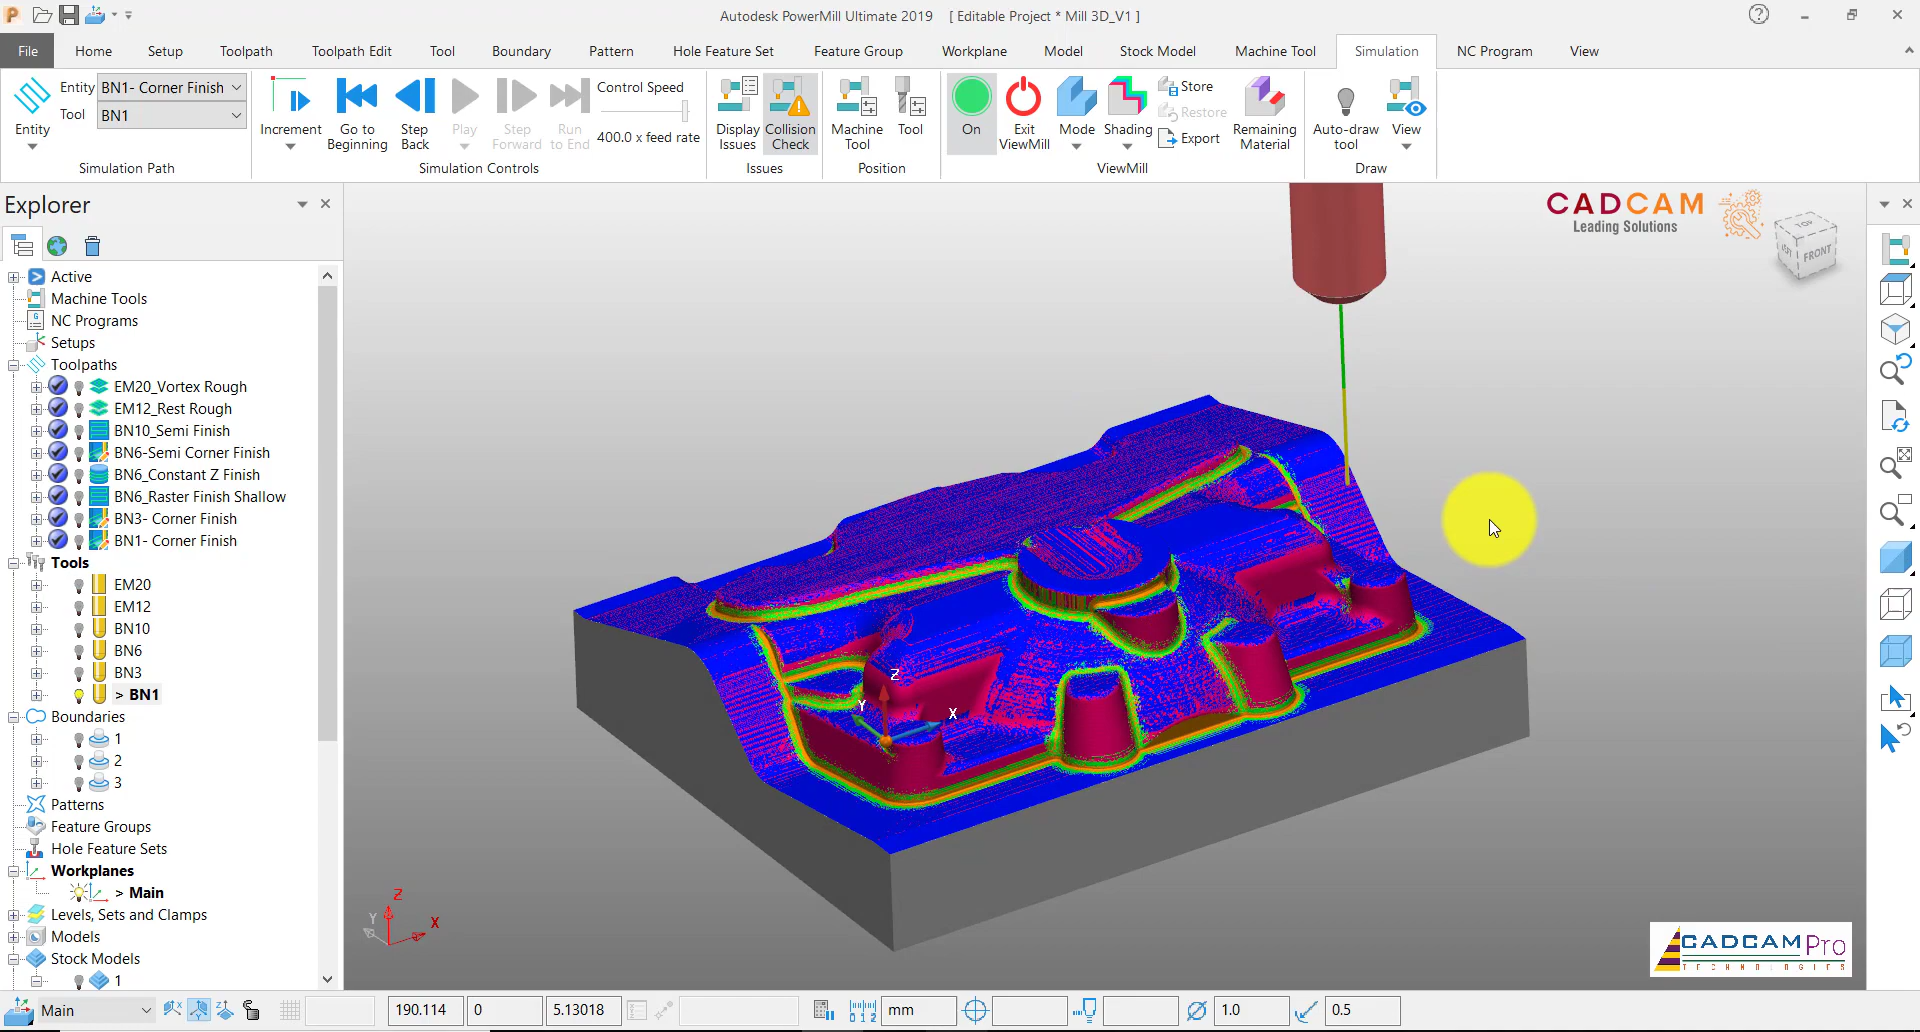 Autodesk PowerMill Ultimate 2019 [ Editable Project * Mill 3D_V1 ]
File Home Setup Toolpath Toolpath Edit Tool Boundary Pattern Hole Feature Set Feature Group Workplane Model Stock Model Machine Tool Simulation NC Program View
Entity BN1- Corner Finish
Tool BN1
Entity
Simulation Path
Increment
Go to Beginning
Step Back
Play
Step Forward
Run to End
Control Speed
400.0 x feed rate
Simulation Controls
Display Issues
Collision Check
Issues
Machine Tool
Tool
Position
On
Exit ViewMill
Mode
Shading
Store
Restore
Export
Remaining Material
ViewMill
Auto-draw tool
View
Draw
Explorer
Active
Machine Tools
NC Programs
Setups
Toolpaths
EM20_Vortex Rough
EM12_Rest Rough
BN10_Semi Finish
BN6-Semi Corner Finish
BN6_Constant Z Finish
BN6_Raster Finish Shallow
BN3- Corner Finish
BN1- Corner Finish
Tools
EM20
EM12
BN10
BN6
BN3
> BN1
Boundaries
1
2
3
Patterns
Feature Groups
Hole Feature Sets
Workplanes
> Main
Levels, Sets and Clamps
Models
Stock Models
1
CADCAM
Leading Solutions
TOP
LEFT
FRONT
Z
Y
X
Z
Y
X
CADCAM Pro
TECHNOLOGIES
Main
190.114
0
5.13018
mm
1.0
0.5